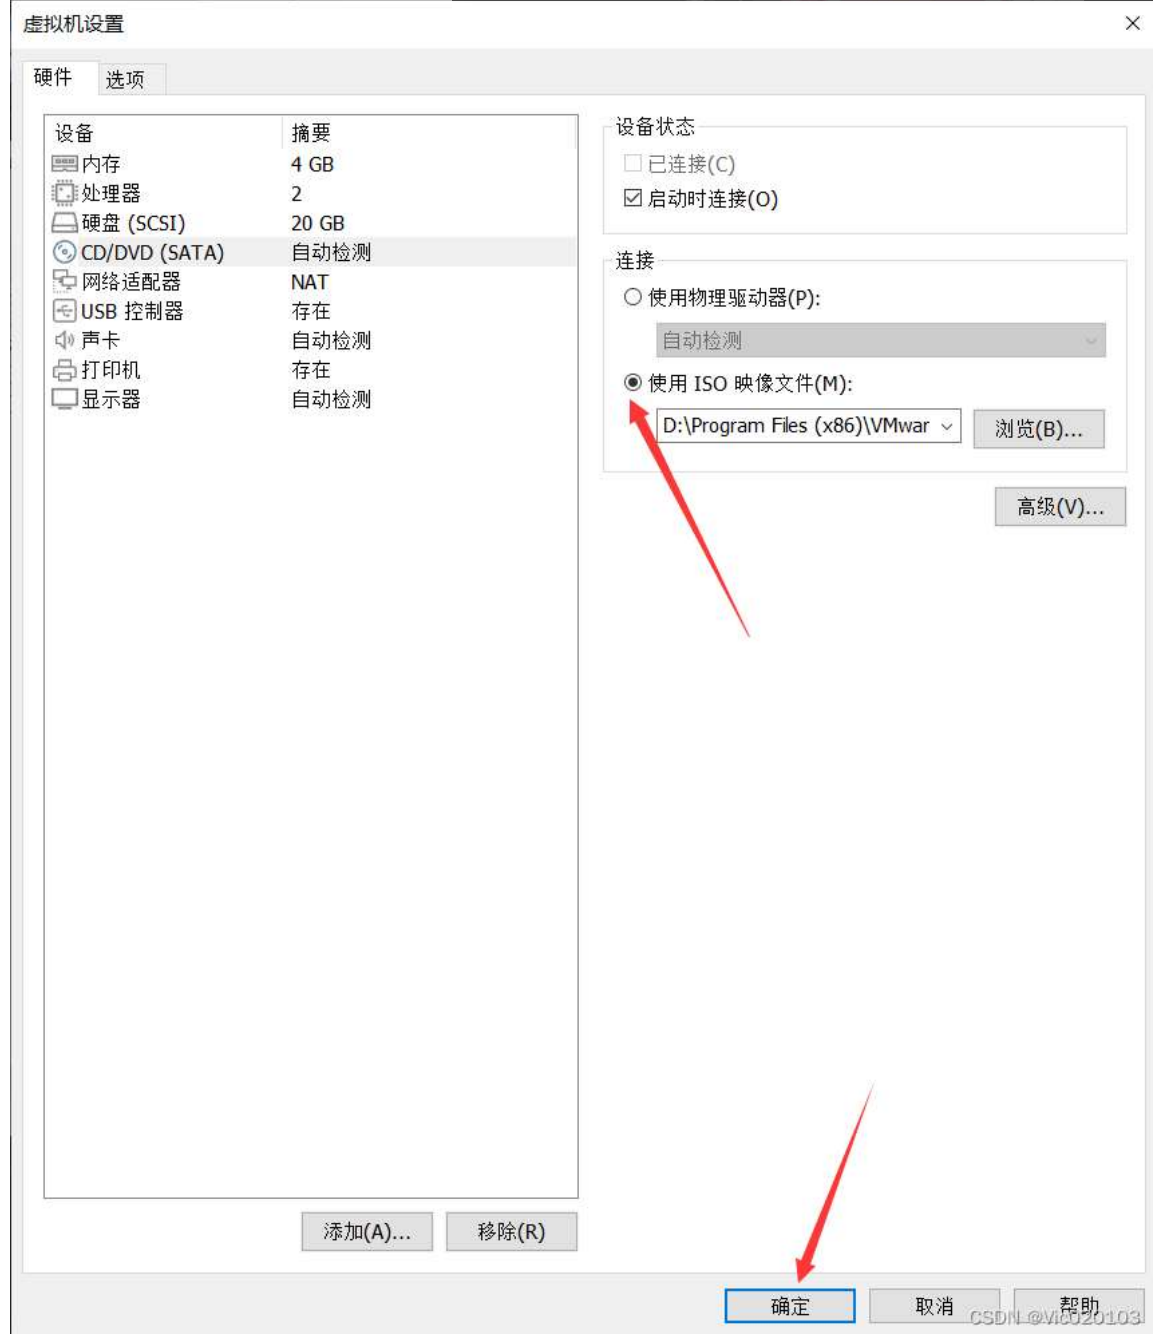 虚拟机设置
硬件 选项
设备 摘要
内存 4 GB
处理器 2
硬盘 (SCSI) 20 GB
CD/DVD (SATA) 自动检测
网络适配器 NAT
USB 控制器 存在
声卡 自动检测
打印机 存在
显示器 自动检测
添加(A)... 移除(R)
设备状态
已连接(C)
启动时连接(O)
连接
使用物理驱动器(P):
自动检测
使用 ISO 映像文件(M):
D:\Program Files (x86)\VMwar 浏览(B)...
高级(V)...
确定 取消 帮助
CSDN @Vic020103